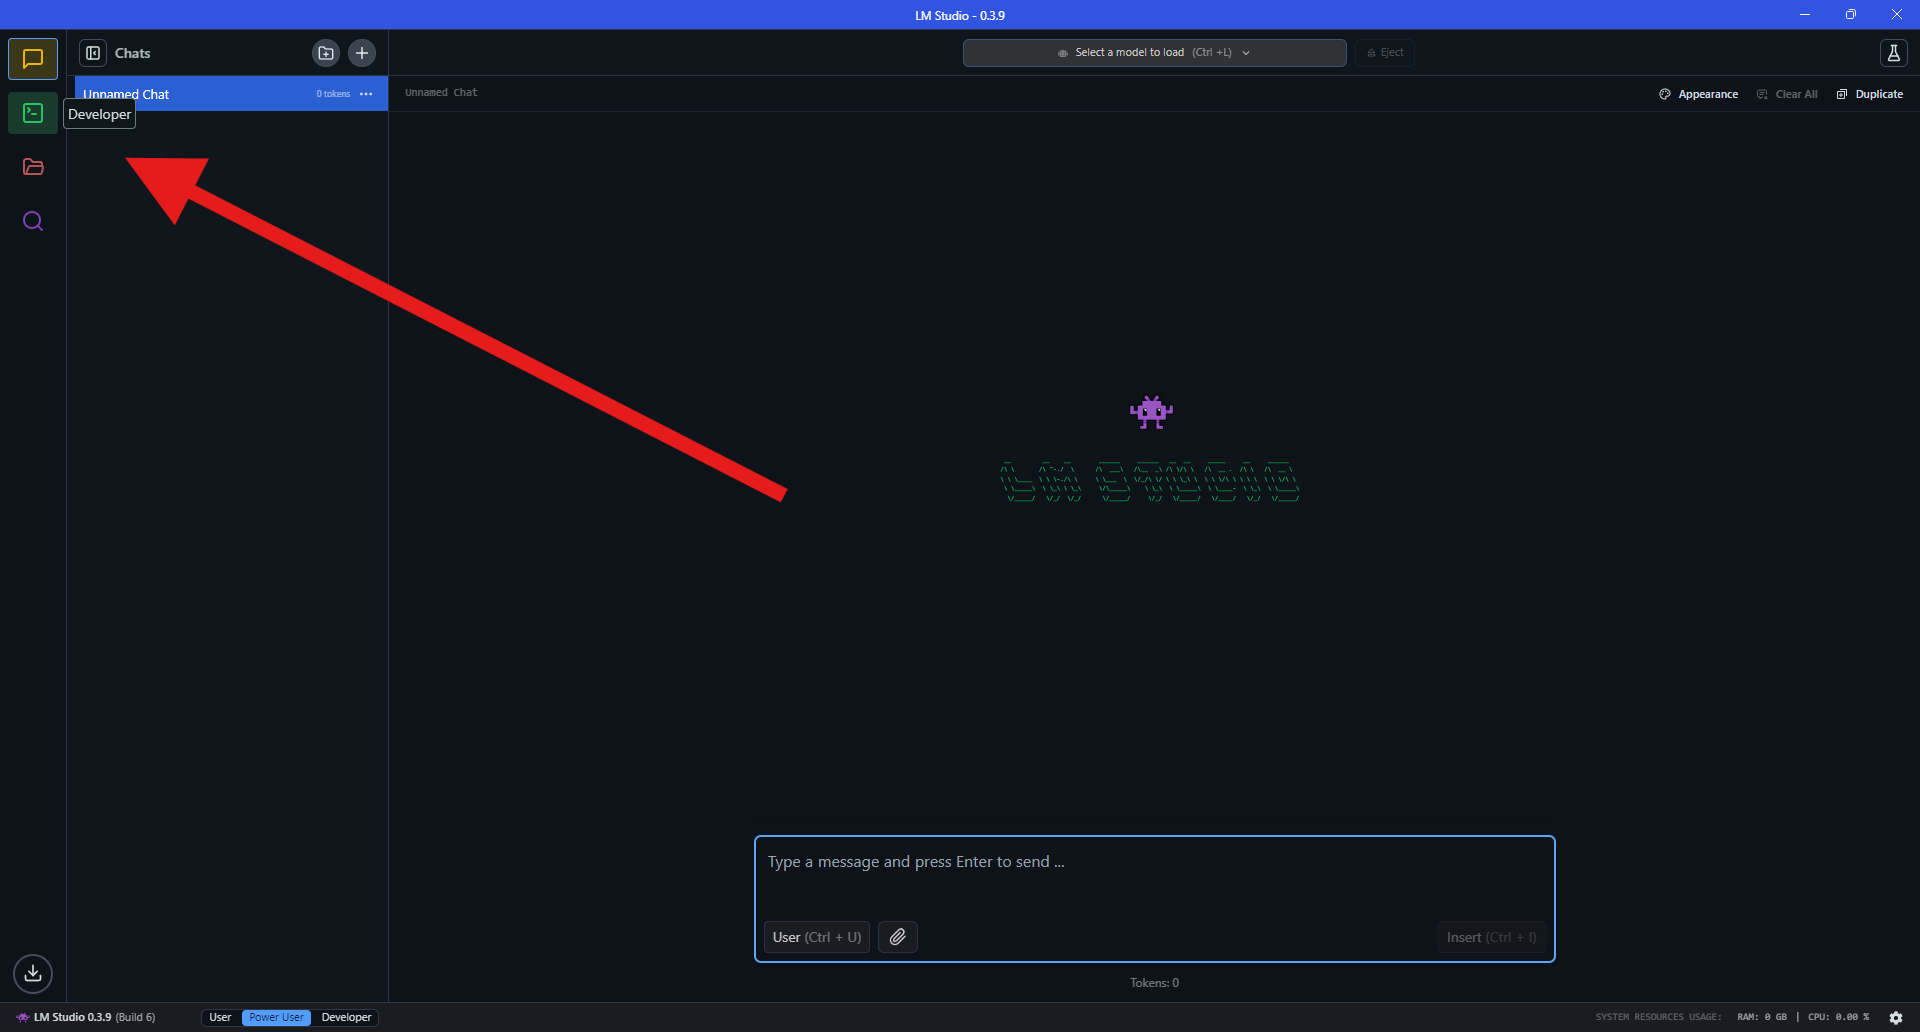 LM Studio - 0.3.9
Chats
Select a model to load (Ctrl +L)
Eject
Unnamed Chat
0 tokens
Developer
Unnamed Chat
Appearance
Clear All
Duplicate
LM STUDIO
Type a message and press Enter to send ...
User (Ctrl + U)
Insert (Ctrl + I)
Tokens: 0
LM Studio 0.3.9 (Build 6)
User
Power User
Developer
SYSTEM RESOURCES USAGE: RAM: 0 GB | CPU: 0.00 %